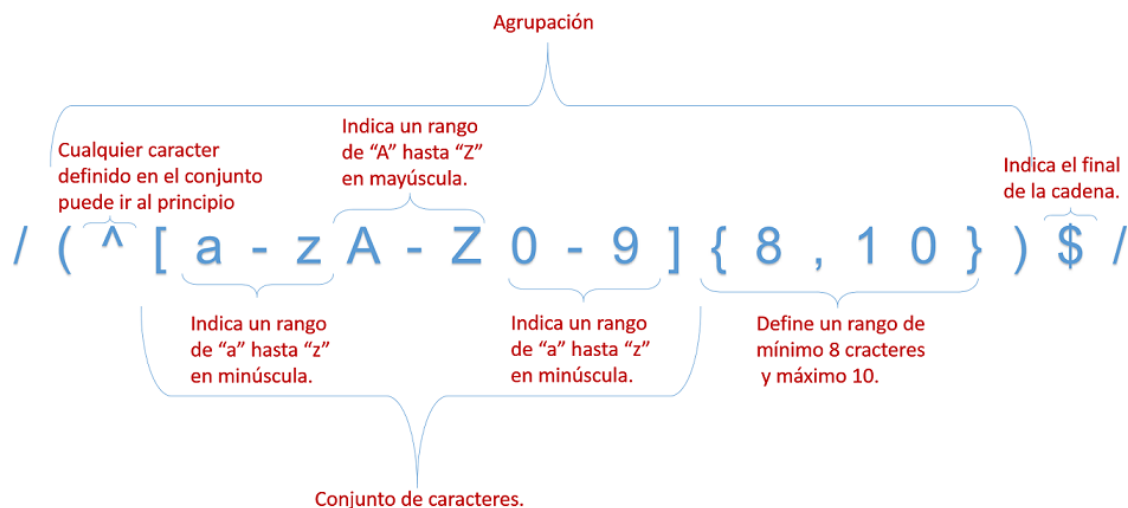 Agrupación
Indica un rango
de “A” hasta “Z”
en mayúscula.
Cualquier caracter
definido en el conjunto
puede ir al principio
Indica el final
de la cadena.
/ ( ^ [ a - z A - Z 0 - 9 ] { 8 , 1 0 } ) $ /
Indica un rango
de “a” hasta “z”
en minúscula.
Indica un rango
de “a” hasta “z”
en minúscula.
Define un rango de
mínimo 8 cracteres
y máximo 10.
Conjunto de caracteres.